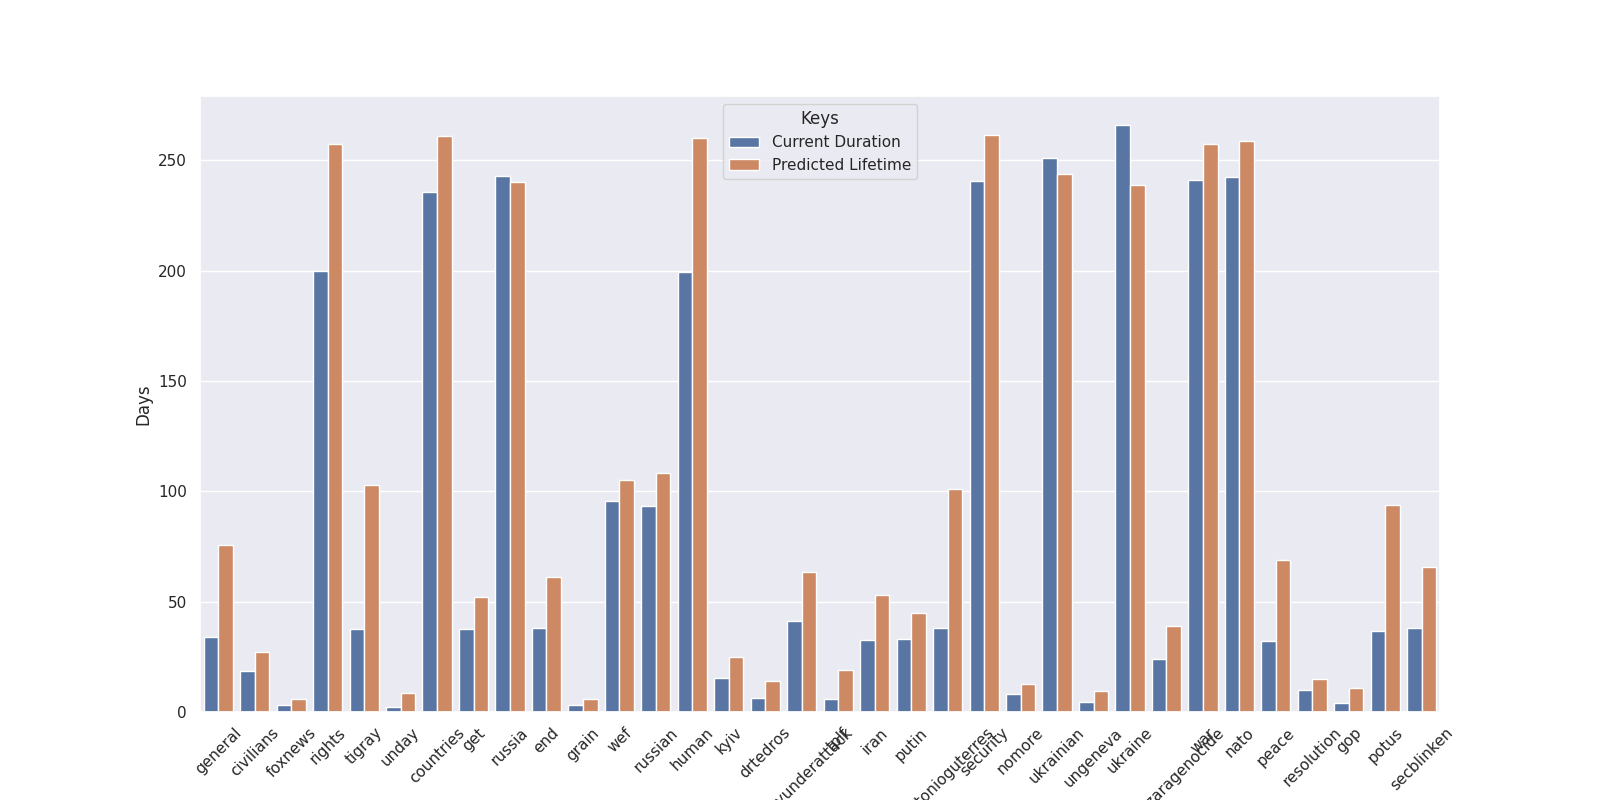 Keys
Current Duration
Predicted Lifetime
Days
250
200
150
100
50
0
general
civilians
foxnews
rights
tigray
unday
countries
get
russia
end
grain
wef
russian
human
kyiv
drtedros
tplf
iran
putin
security
nomore
ukrainian
ungeneva
ukraine
war
nato
peace
resolution
gop
potus
secblinken